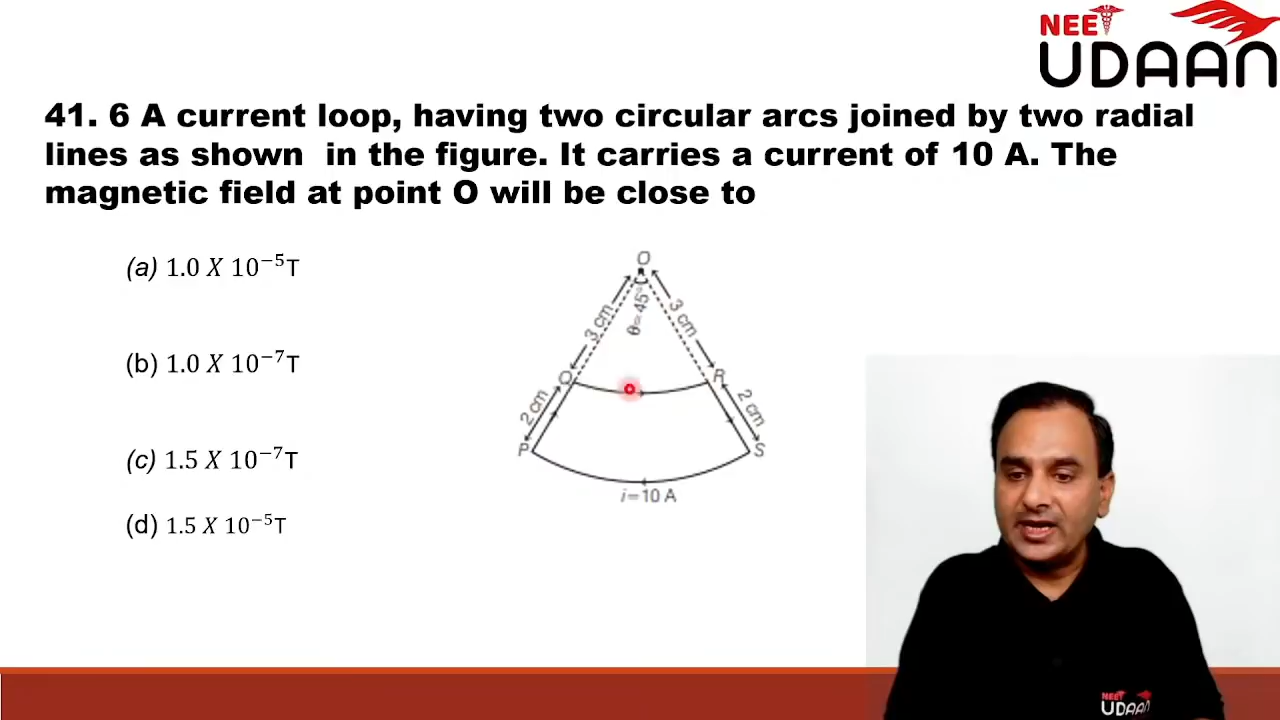 NEET
UDAAN
41. 6 A current loop, having two circular arcs joined by two radial
lines as shown in the figure. It carries a current of 10 A. The
magnetic field at point O will be close to
(a) 1.0 X 10⁻⁵T
(b) 1.0 X 10⁻⁷T
(c) 1.5 X 10⁻⁷T
(d) 1.5 X 10⁻⁵T
O
θ=45°
3 cm
3 cm
Q
R
2 cm
2 cm
P
S
i=10 A
NEET
UDAAN